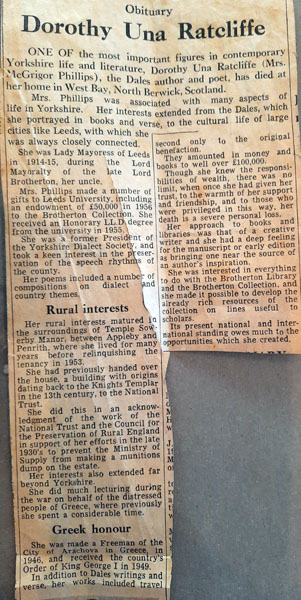 Obituary
Dorothy Una Ratcliffe
ONE OF the most important figures in contemporary
Yorkshire life and literature, Dorothy Una Ratcliffe (Mrs.
McGrigor Phillips), the Dales author and poet, has died at
her home in West Bay, North Berwick, Scotland.
Mrs. Phillips was associated with many aspects of
life in Yorkshire. Her interests extended from the Dales, which
she portrayed in books and verse, to the cultural life of large
cities like Leeds, with which she
was always closely connected.
She was Lady Mayoress of Leeds
in 1914-15, during the Lord
Mayoralty of the late Lord
Brotherton, her uncle.
Mrs. Phillips made a number of
gifts to Leeds University, including
an endowment of £50,000 in 1956
to the Brotherton Collection. She
received an Honorary LL.D. degree
from the university in 1955.
She was a former President of
the Yorkshire Dialect Society, and
took a keen interest in the preser-
vation of the speech rhythms of
the county.
Her poems included a number of
compositions on dialect and
country themes.
Rural interests
Her rural interests matured in
the surroundings of Temple Sow-
erby Manor, between Appleby and
Penrith, where she lived for many
years before relinquishing the
tenancy in 1953.
She had previously handed over
the house, a building with origins
dating back to the Knights Templar
in the 13th century, to the National
Trust.
She did this in an acknow-
ledgment of the work of the
National Trust and the Council for
the Preservation of Rural England
in support of her efforts in the late
1930's to prevent the Ministry of
Supply from making a munitions
dump on the estate.
Her interests also extended far
beyond Yorkshire.
She did much lecturing during
the war on behalf of the distressed
people of Greece, where previously
she spent a considerable time.
Greek honour
She was made a Freeman of the
City of Arachova in Greece, in
1946, and received the country's
Order of King George I in 1949.
In addition to Dales writings and
verse, her works included travel
second only to the original
benefaction.
They amounted in money and
books to well over £100,000.
Though she knew the responsi-
bilities of wealth, there was no
limit, when once she had given her
trust, to the warmth of her support
and friendship, and to those who
were privileged in this way, her
death is a severe personal loss.
Her approach to books and
libraries was that of a creative
writer and she had a deep feeling
for the manuscript or early edition
as bringing one near the source of
an author's inspiration.
She was interested in everything
to do with the Brotherton Library
and the Brotherton Collection, and
she made it possible to develop the
already rich resources of the
collection on lines useful to
scholars.
Its present national and inter-
national standing owes much to the
opportunities which she created.